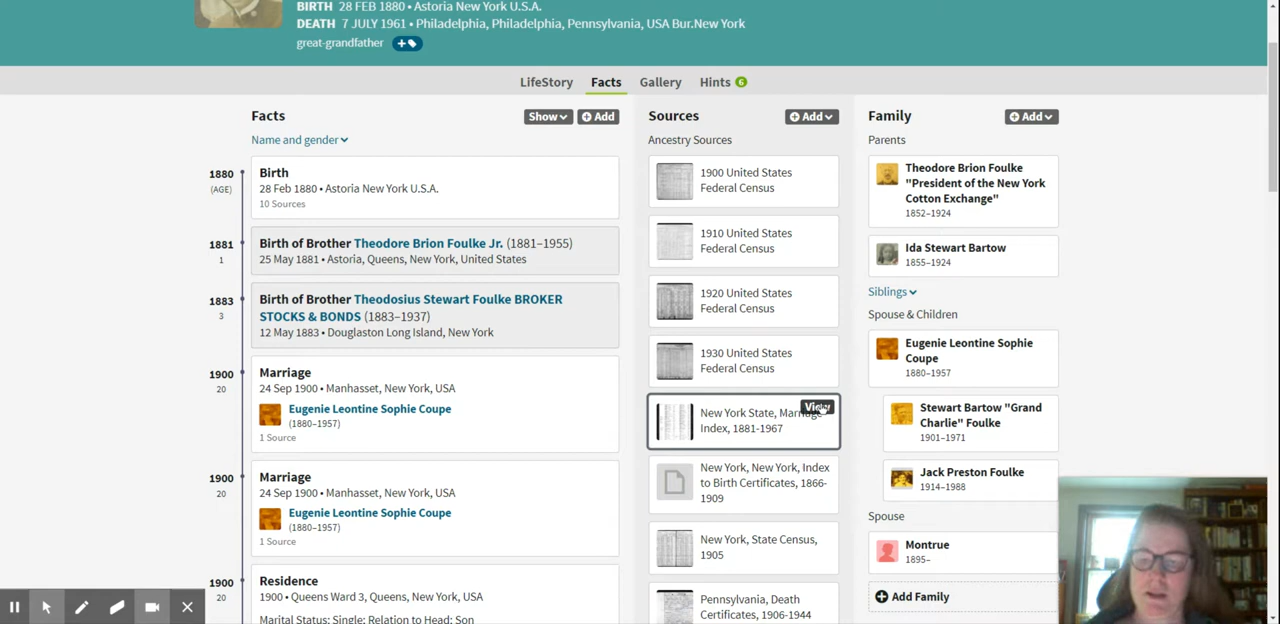 BIRTH 28 FEB 1880 • Astoria New York U.S.A.
DEATH 7 JULY 1961 • Philadelphia, Philadelphia, Pennsylvania, USA Bur.New York
great-grandfather
LifeStory Facts Gallery Hints 6
Facts
Show
Add
Name and gender
1880
(AGE)
Birth
28 Feb 1880 • Astoria New York U.S.A.
10 Sources
1881
1
Birth of Brother Theodore Brion Foulke Jr. (1881–1955)
25 May 1881 • Astoria, Queens, New York, United States
1883
3
Birth of Brother Theodosius Stewart Foulke BROKER
STOCKS & BONDS (1883–1937)
12 May 1883 • Douglaston Long Island, New York
1900
20
Marriage
24 Sep 1900 • Manhasset, New York, USA
Eugenie Leontine Sophie Coupe
(1880–1957)
1 Source
1900
20
Marriage
24 Sep 1900 • Manhasset, New York, USA
Eugenie Leontine Sophie Coupe
(1880–1957)
1 Source
1900
20
Residence
1900 • Queens Ward 3, Queens, New York, USA
Marital Status: Single; Relation to Head: Son
Sources
Add
Ancestry Sources
1900 United States
Federal Census
1910 United States
Federal Census
1920 United States
Federal Census
1930 United States
Federal Census
View
New York State, Marriage
Index, 1881-1967
New York, New York, Index
to Birth Certificates, 1866-
1909
New York, State Census,
1905
Pennsylvania, Death
Certificates, 1906-1944
Family
Add
Parents
Theodore Brion Foulke
"President of the New York
Cotton Exchange"
1852–1924
Ida Stewart Bartow
1855–1924
Siblings
Spouse & Children
Eugenie Leontine Sophie
Coupe
1880–1957
Stewart Bartow "Grand
Charlie" Foulke
1901–1971
Jack Preston Foulke
1914–1988
Spouse
Montrue
1895–
Add Family